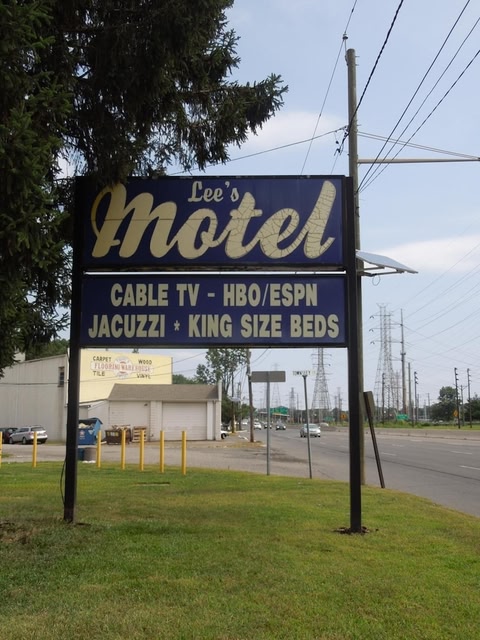 Lee's
Motel
CABLE TV - HBO/ESPN
JACUZZI * KING SIZE BEDS
CARPET WOOD
FLOORING WAREHOUSE
TILE VINYL